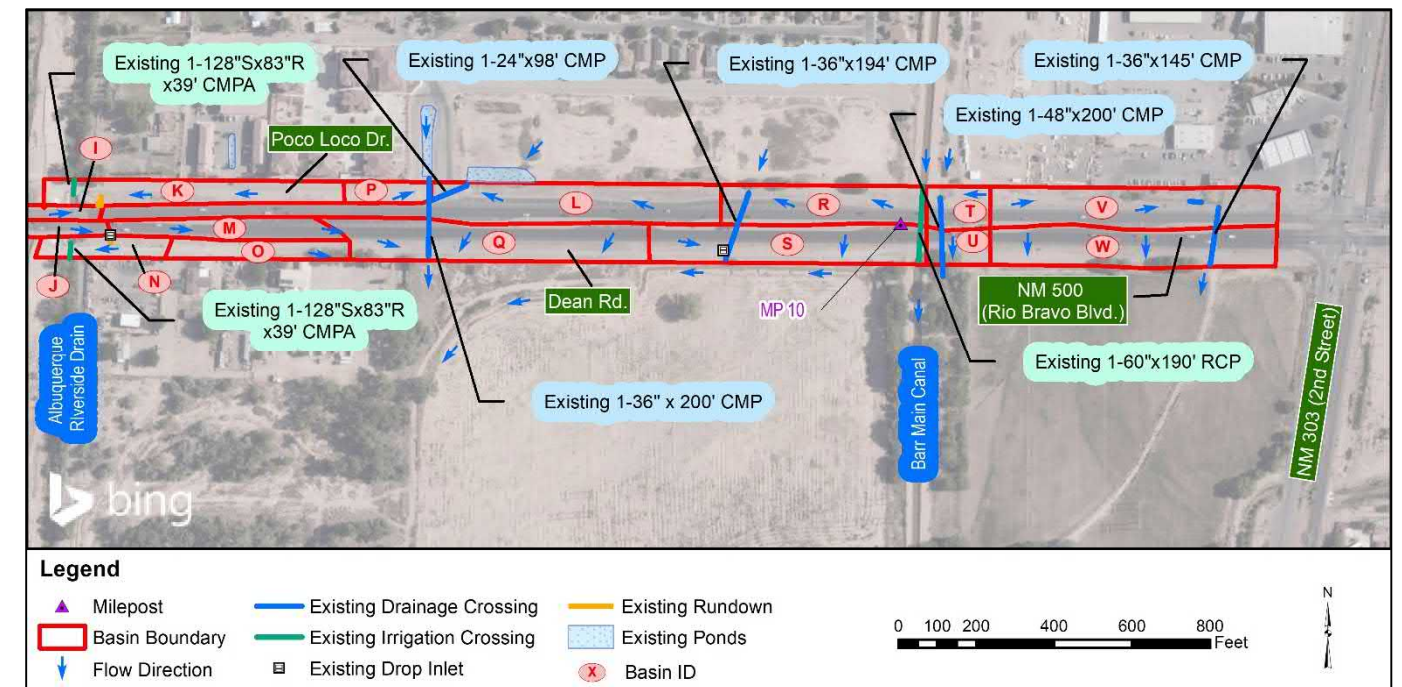 Existing 1-128"Sx83"R
x39' CMPA
Existing 1-24"x98' CMP
Existing 1-36"x194' CMP
Existing 1-36"x145' CMP
Existing 1-48"x200' CMP
Poco Loco Dr.
I
K
P
L
R
T
V
M
Q
S
U
W
J
N
O
Dean Rd.
MP 10
NM 500
(Rio Bravo Blvd.)
Existing 1-128"Sx83"R
x39' CMPA
Existing 1-36" x 200' CMP
Existing 1-60"x190' RCP
Albuquerque
RIverside Drain
Barr Main Canal
NM 303 (2nd Street)
bing
Legend
Milepost
Existing Drainage Crossing
Existing Rundown
Basin Boundary
Existing Irrigation Crossing
Existing Ponds
Flow Direction
Existing Drop Inlet
X
Basin ID
0 100 200 400 600 800
Feet
N